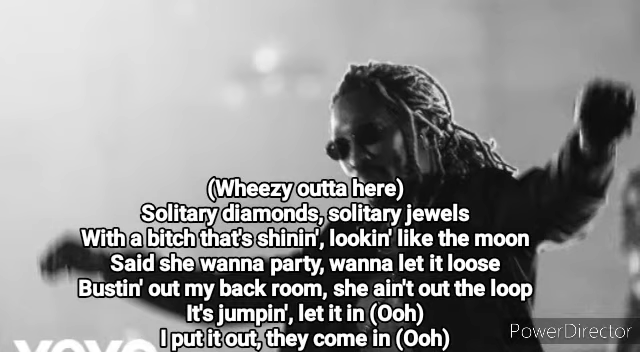 (Wheezy outta here)
Solitary diamonds, solitary jewels
With a bitch that's shinin', lookin' like the moon
Said she wanna party, wanna let it loose
Bustin' out my back room, she ain't out the loop
It's jumpin', let it in (Ooh)
I put it out, they come in (Ooh)
PowerDirector
vevo